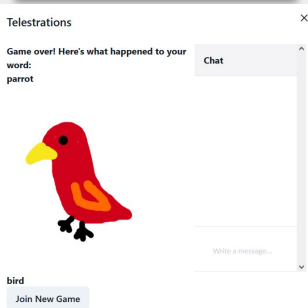 Telestrations
Game over! Here's what happened to your
word:
parrot
Chat
Write a message...
bird
Join New Game